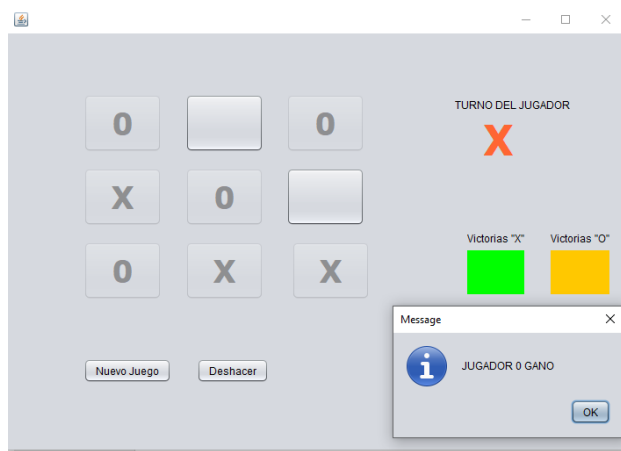 TURNO DEL JUGADOR
X
0 0
X 0
0 X X
Victorias "X" Victorias "O"
Nuevo Juego Deshacer
Message
JUGADOR 0 GANO
OK